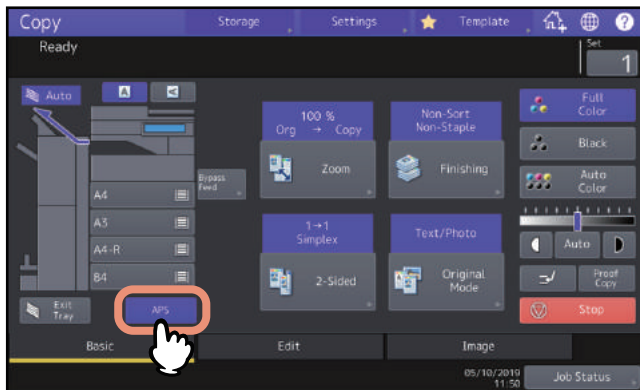 Copy
Storage
Settings
Template
?
Ready
Set
1
Auto
A
A
100 %
Org → Copy
Zoom
Non-Sort
Non-Staple
Finishing
Full
Color
Black
Auto
Color
Bypass
Feed
A4
A3
A4-R
B4
1→1
Simplex
2-Sided
Text/Photo
Original
Mode
Auto
Proof
Copy
Exit
Tray
APS
Stop
Basic
Edit
Image
05/10/2019
11:50
Job Status